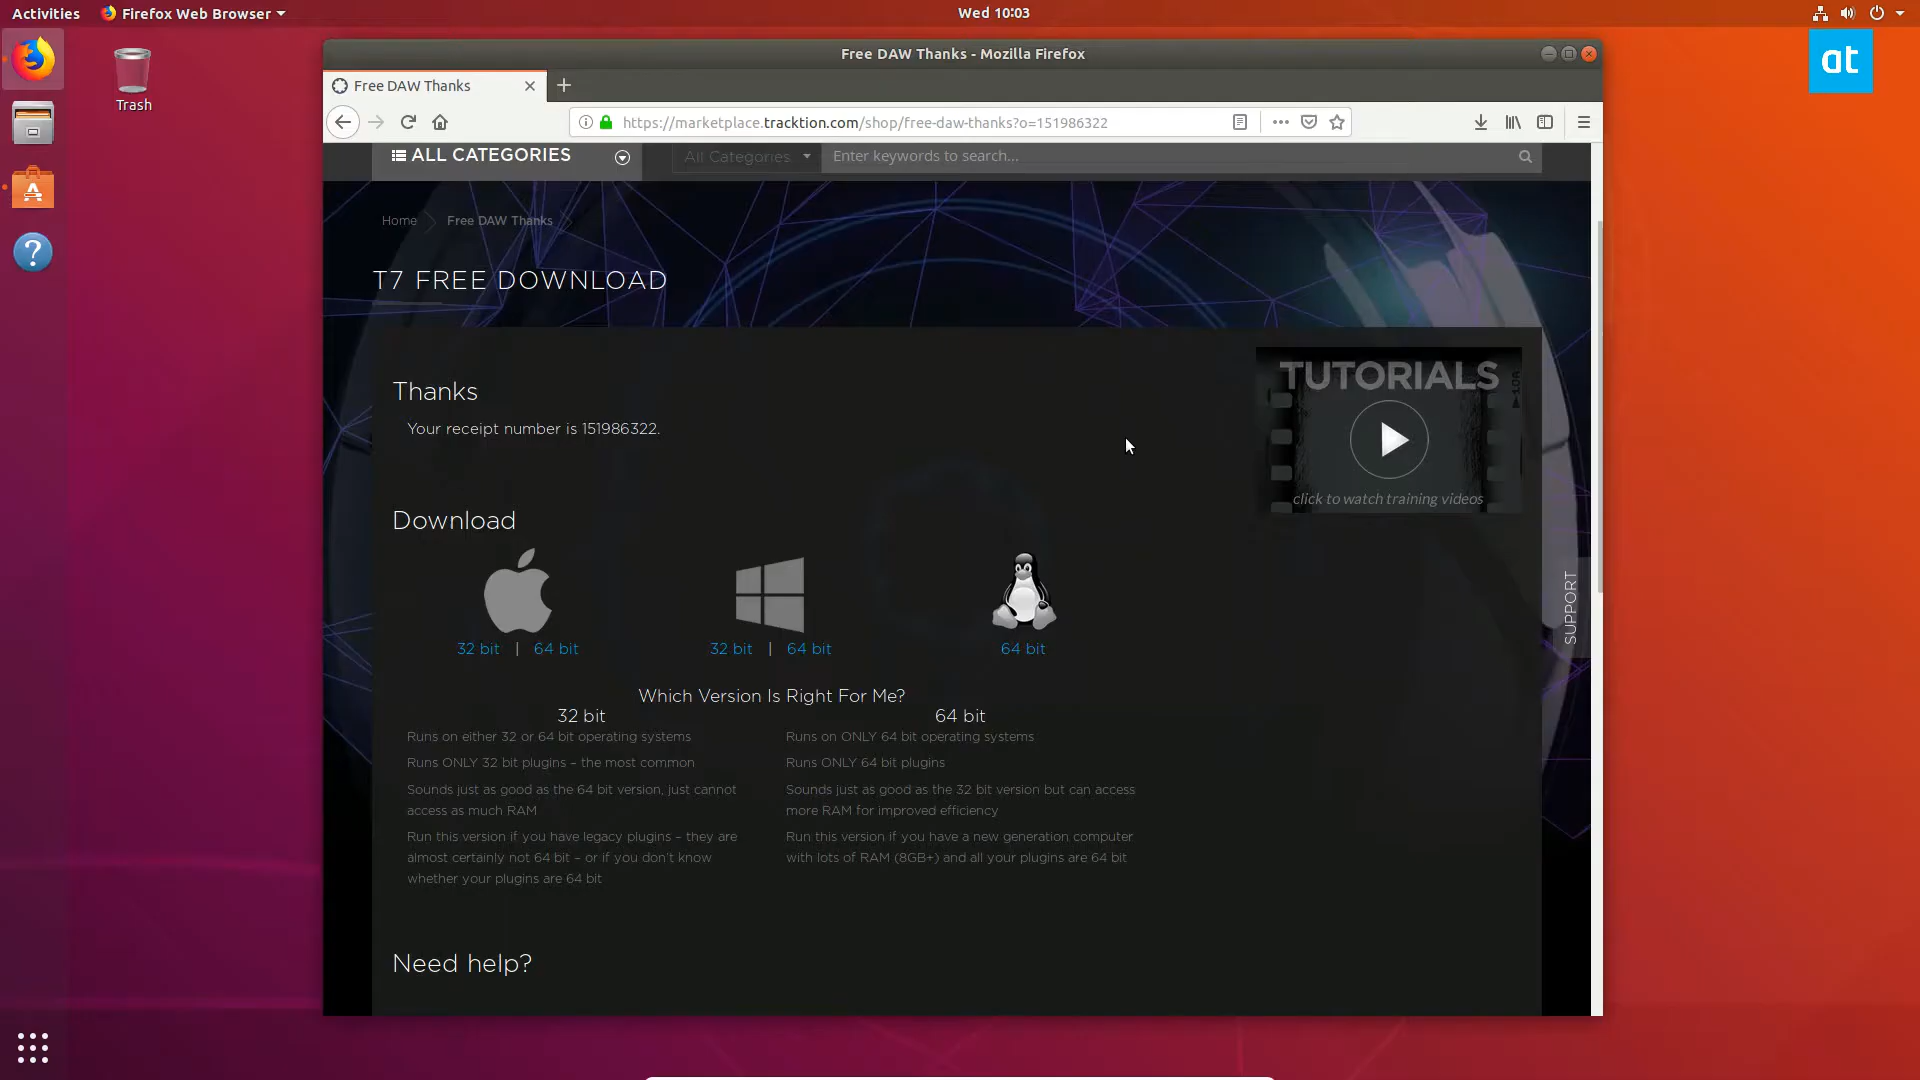 Activities Firefox Web Browser Wed 10:03
at
Trash
Free DAW Thanks - Mozilla Firefox
Free DAW Thanks
https://marketplace.tracktion.com/shop/free-daw-thanks?o=151986322
ALL CATEGORIES All Categories Enter keywords to search...
Home Free DAW Thanks
T7 FREE DOWNLOAD
TUTORIALS
click to watch training videos
Thanks
Your receipt number is 151986322.
Download
32 bit | 64 bit 32 bit | 64 bit 64 bit
SUPPORT
Which Version Is Right For Me?
32 bit
Runs on either 32 or 64 bit operating systems
Runs ONLY 32 bit plugins – the most common
Sounds just as good as the 64 bit version, just cannot
access as much RAM
Run this version if you have legacy plugins – they are
almost certainly not 64 bit – or if you don't know
whether your plugins are 64 bit
64 bit
Runs on ONLY 64 bit operating systems
Runs ONLY 64 bit plugins
Sounds just as good as the 32 bit version but can access
more RAM for improved efficiency
Run this version if you have a new generation computer
with lots of RAM (8GB+) and all your plugins are 64 bit
Need help?